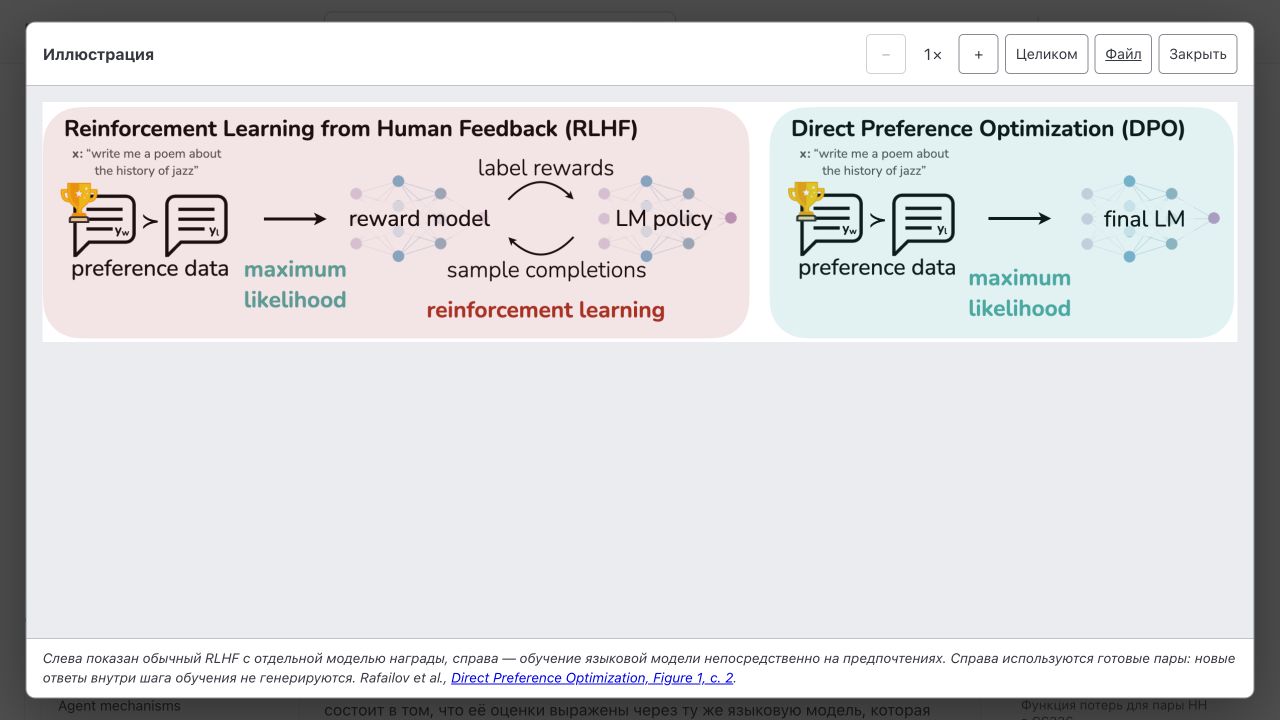 Иллюстрация
−
1×
+
Целиком
Файл
Закрыть
Reinforcement Learning from Human Feedback (RLHF)
x: “write me a poem about
the history of jazz”
label rewards
yw
≻
yl
reward model
LM policy
preference data
maximum
likelihood
sample completions
reinforcement learning
Direct Preference Optimization (DPO)
x: “write me a poem about
the history of jazz”
yw
≻
yl
final LM
preference data
maximum
likelihood
Слева показан обычный RLHF с отдельной моделью награды, справа — обучение языковой модели непосредственно на предпочтениях. Справа используются готовые пары: новые
ответы внутри шага обучения не генерируются. Rafailov et al., Direct Preference Optimization, Figure 1, с. 2.
Agent mechanisms
состоит в том, что её оценки выражены через ту же языковую модель, которая
Функция потерь для пары HH